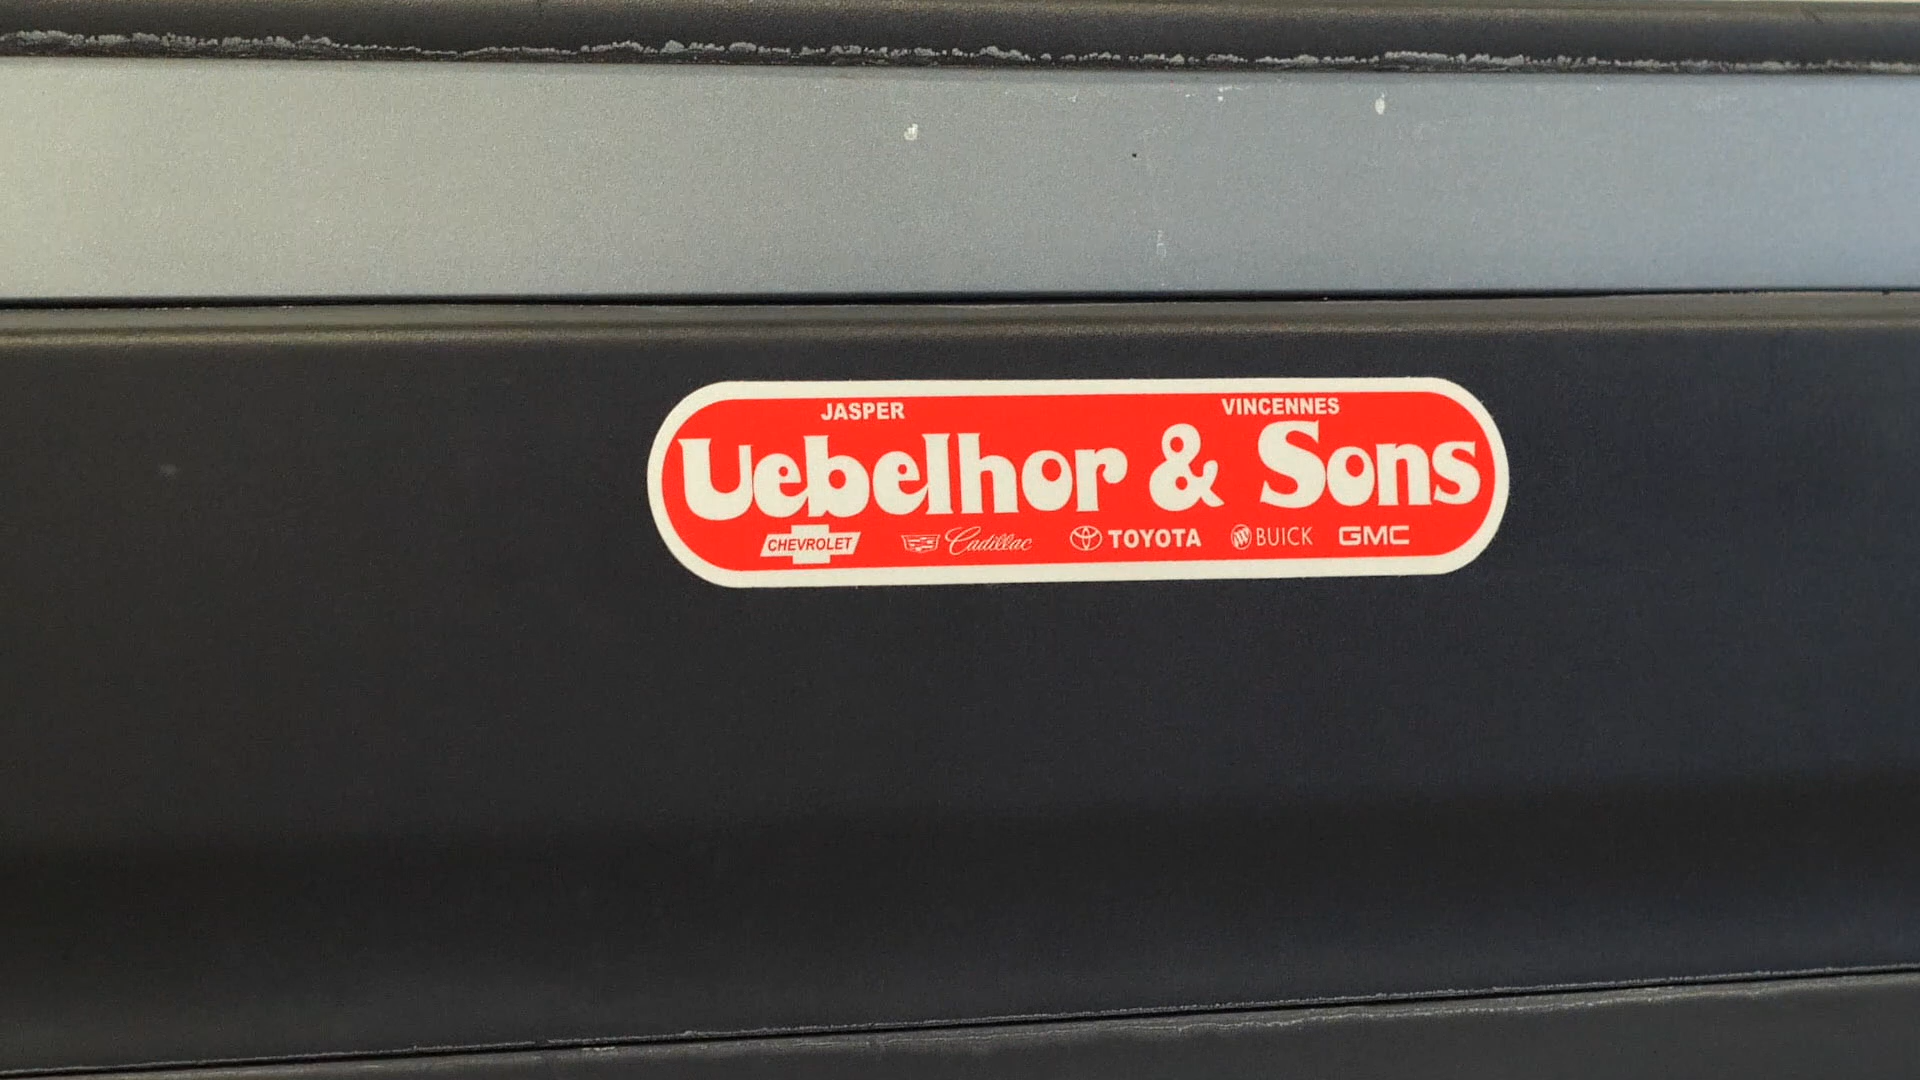 JASPER VINCENNES
Uebelhor & Sons
CHEVROLET Cadillac TOYOTA BUICK GMC